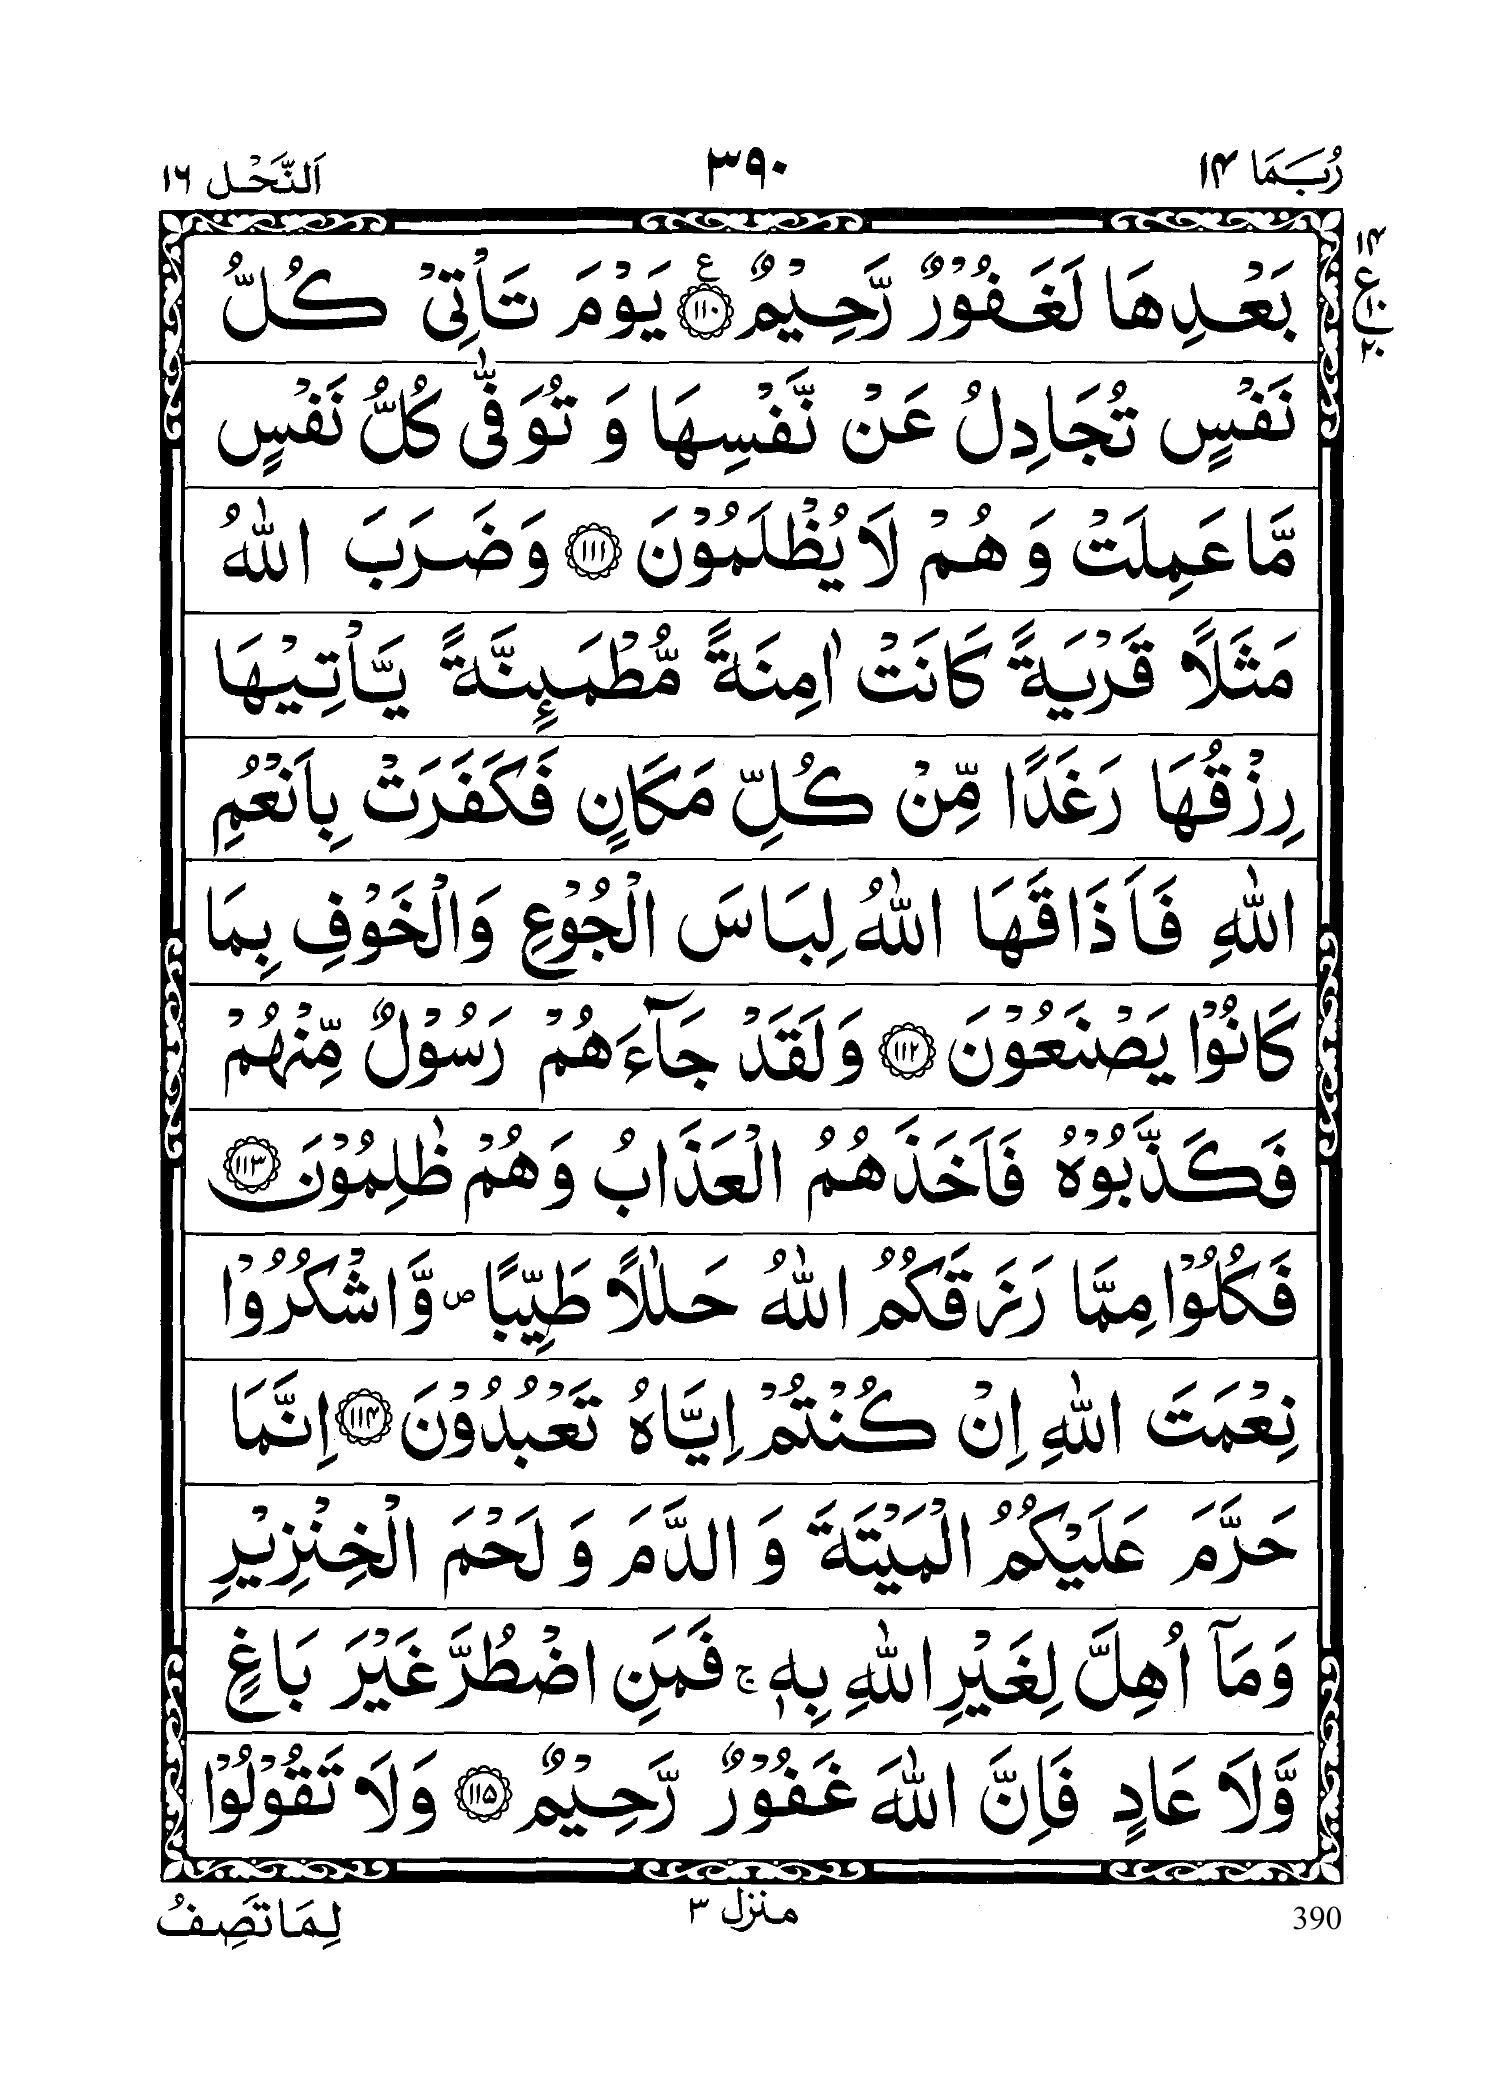 رُبَمَا ١٤
٣٩٠
اَلنَّحْل ١٦
١٤
ع
١٠
٢٠
بَعْدِهَا لَغَفُوْرٌ رَّحِيْمٌ ﴿١١٠﴾ ع يَوْمَ تَاْتِيْ كُلُّ
نَفْسٍ تُجَادِلُ عَنْ نَّفْسِهَا وَ تُوَفّٰى كُلُّ نَفْسٍ
مَّا عَمِلَتْ وَ هُمْ لَا يُظْلَمُوْنَ ﴿١١١﴾ وَضَرَبَ اللّٰهُ
مَثَلًا قَرْيَةً كَانَتْ اٰمِنَةً مُّطْمَىِٕنَّةً يَّاْتِيْهَا
رِزْقُهَا رَغَدًا مِّنْ كُلِّ مَكَانٍ فَكَفَرَتْ بِاَنْعُمِ
اللّٰهِ فَاَذَاقَهَا اللّٰهُ لِبَاسَ الْجُوْعِ وَالْخَوْفِ بِمَا
كَانُوْا يَصْنَعُوْنَ ﴿١١٢﴾ وَلَقَدْ جَآءَهُمْ رَسُوْلٌ مِّنْهُمْ
فَكَذَّبُوْهُ فَاَخَذَهُمُ الْعَذَابُ وَهُمْ ظٰلِمُوْنَ ﴿١١٣﴾
فَكُلُوْا مِمَّا رَزَقَكُمُ اللّٰهُ حَلٰلًا طَيِّبًا ۪ وَّاشْكُرُوْا
نِعْمَتَ اللّٰهِ اِنْ كُنْتُمْ اِيَّاهُ تَعْبُدُوْنَ ﴿١١٤﴾ اِنَّمَا
حَرَّمَ عَلَيْكُمُ الْمَيْتَةَ وَ الدَّمَ وَ لَحْمَ الْخِنْزِيْرِ
وَمَآ اُهِلَّ لِغَيْرِ اللّٰهِ بِهٖ ۚ فَمَنِ اضْطُرَّ غَيْرَ بَاغٍ
وَّلَا عَادٍ فَاِنَّ اللّٰهَ غَفُوْرٌ رَّحِيْمٌ ﴿١١٥﴾ وَلَا تَقُوْلُوْا
390
منزل ٣
لِمَا تَصِفُ